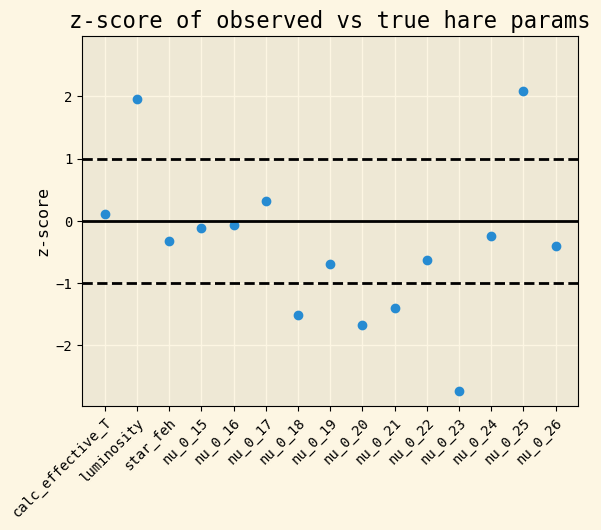 z-score of observed vs true hare params
z-score
2
1
0
−1
−2
calc_effective_T
luminosity
star_feh
nu_0_15
nu_0_16
nu_0_17
nu_0_18
nu_0_19
nu_0_20
nu_0_21
nu_0_22
nu_0_23
nu_0_24
nu_0_25
nu_0_26